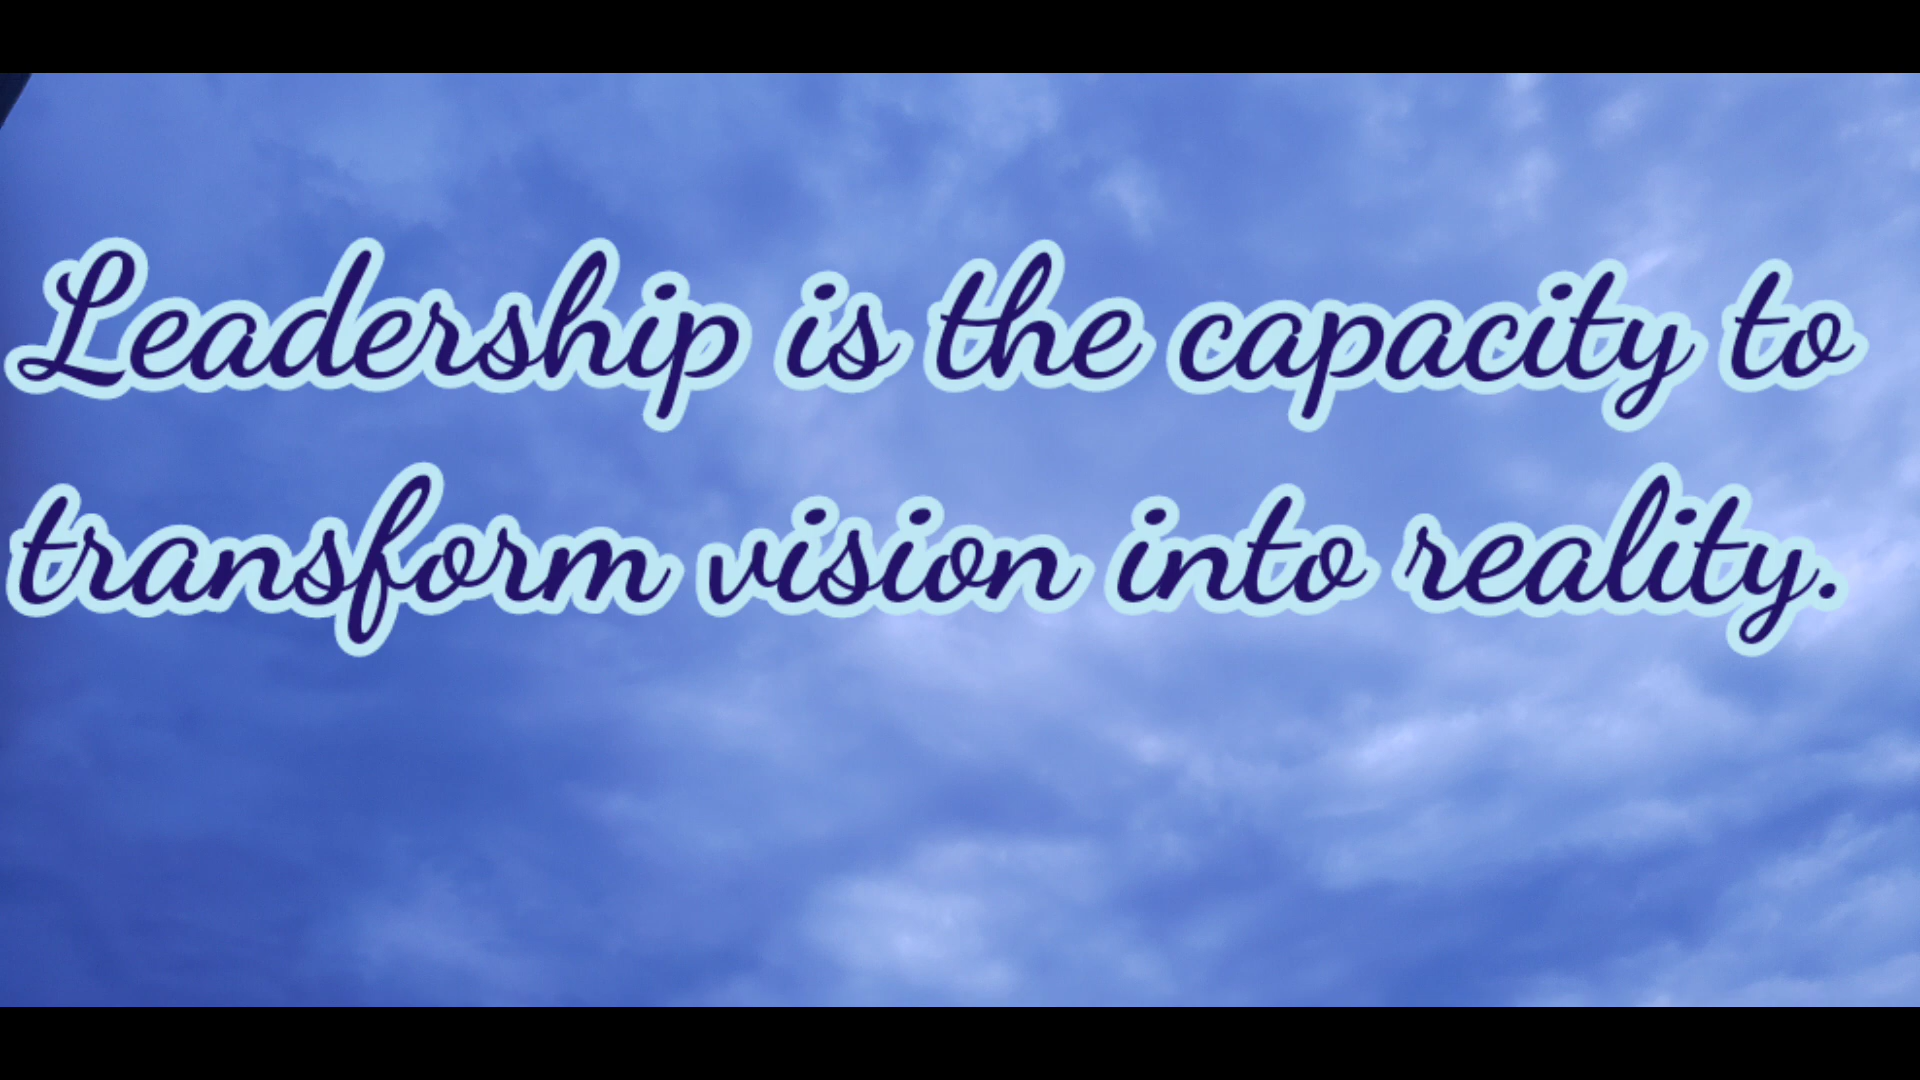 Leadership is the capacity to
transform vision into reality.